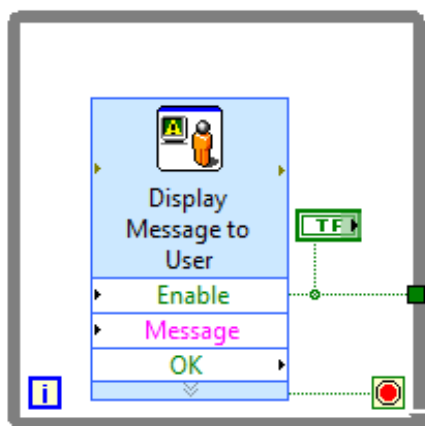 A
Display
Message to
User
TF
Enable
Message
OK
i